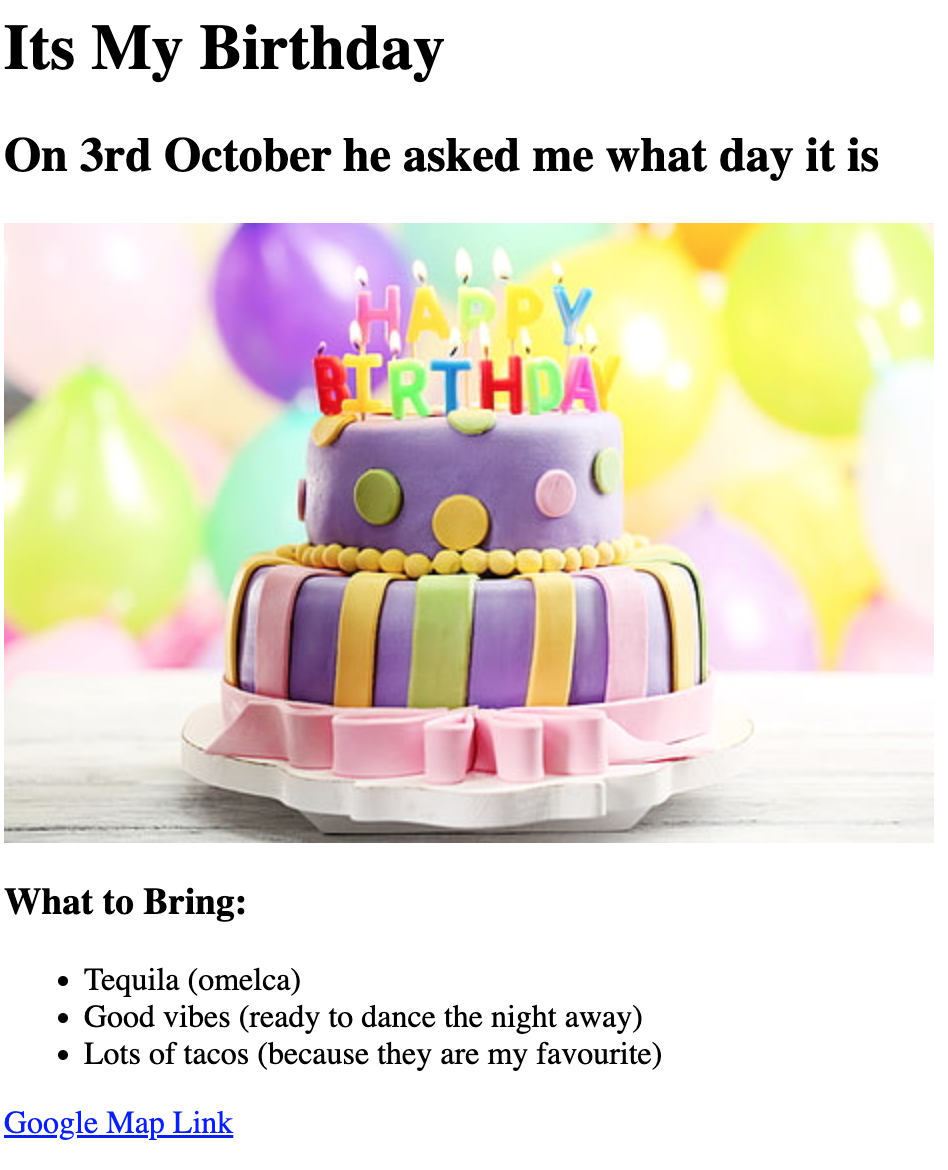 Its My Birthday
On 3rd October he asked me what day it is
HAPPY
BIRTHDAY
What to Bring:
Tequila (omelca)
Good vibes (ready to dance the night away)
Lots of tacos (because they are my favourite)
Google Map Link